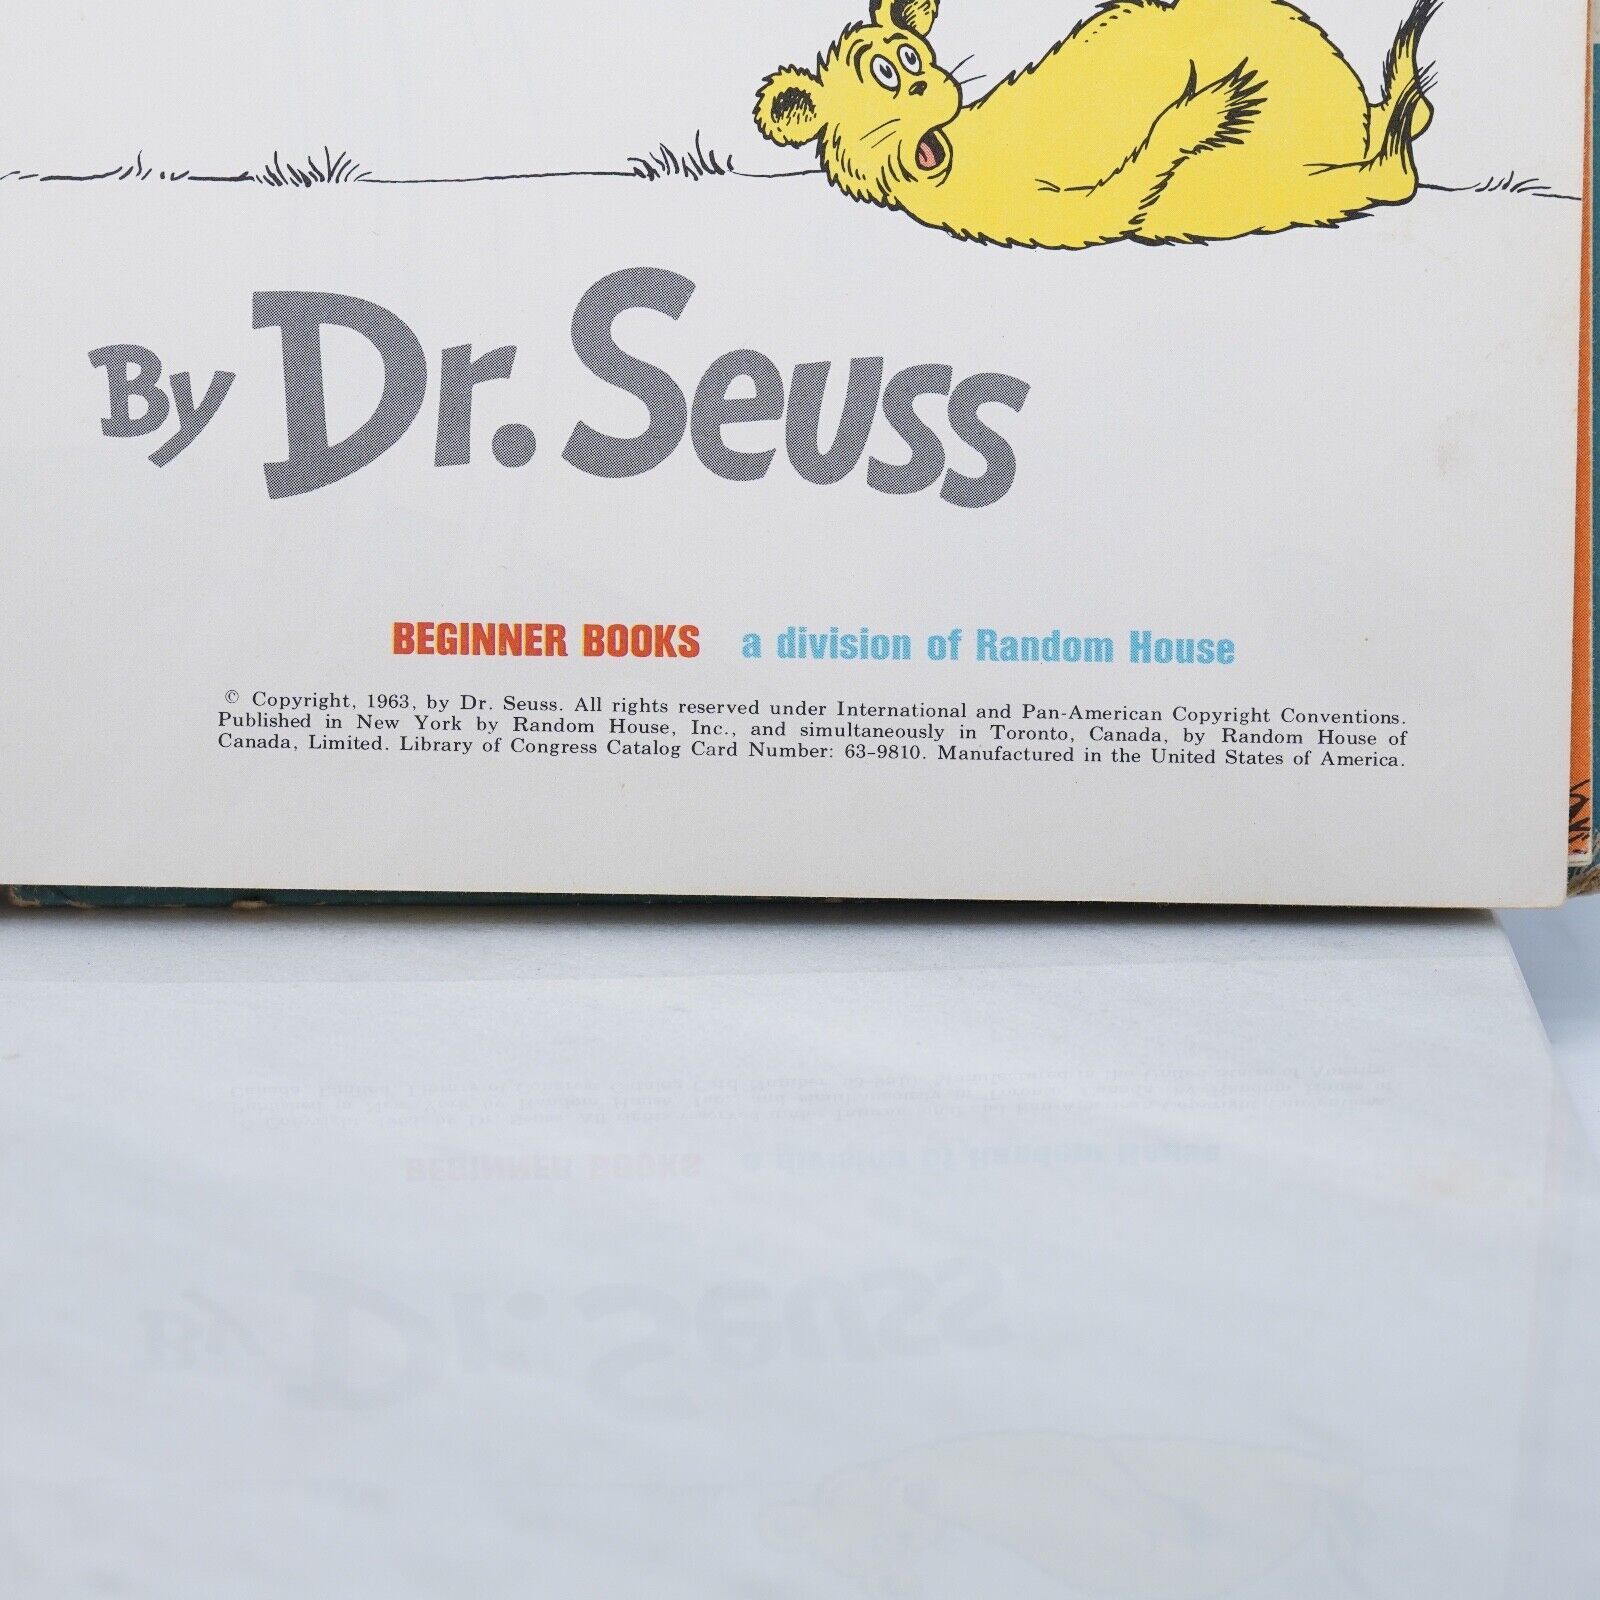 By Dr. Seuss
BEGINNER BOOKS a division of Random House
© Copyright, 1963, by Dr. Seuss. All rights reserved under International and Pan-American Copyright Conventions.
Published in New York by Random House, Inc., and simultaneously in Toronto, Canada, by Random House of
Canada, Limited. Library of Congress Catalog Card Number: 63-9810. Manufactured in the United States of America.